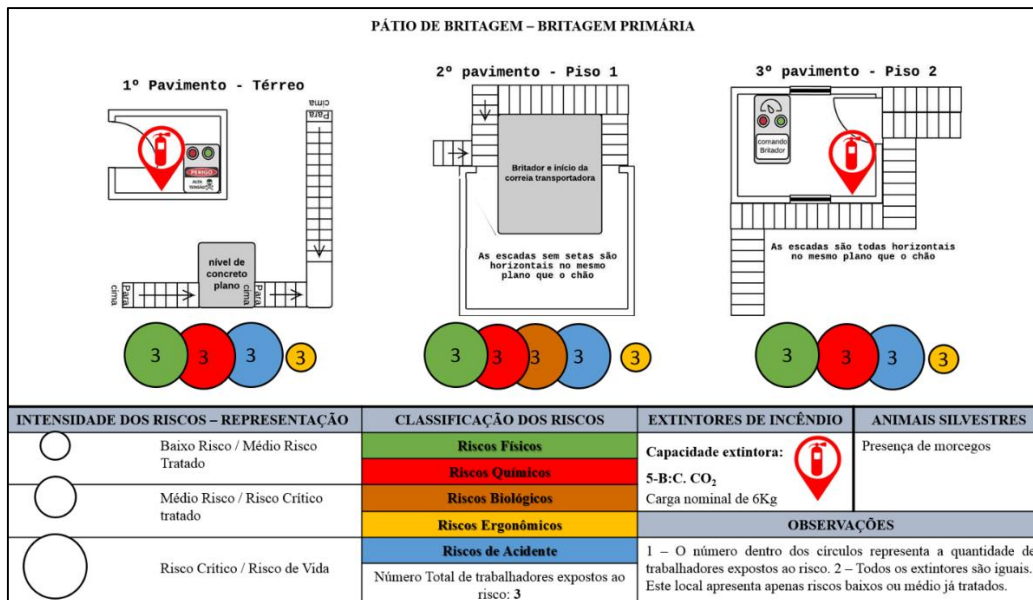 PÁTIO DE BRITAGEM – BRITAGEM PRIMÁRIA
1º Pavimento - Térreo
Para cima
PERIGO
ALTA TENSÃO
nível de
concreto
plano
Para cima
Para cima
3
3
3
3
2º pavimento - Piso 1
Britador e início da
correia transportadora
As escadas sem setas são
horizontais no mesmo
plano que o chão
3
3
3
3
3
3º pavimento - Piso 2
comando
Britador
As escadas são todas horizontais
no mesmo plano que o chão
3
3
3
3
INTENSIDADE DOS RISCOS – REPRESENTAÇÃO
Baixo Risco / Médio Risco
Tratado
Médio Risco / Risco Crítico
tratado
Risco Crítico / Risco de Vida
CLASSIFICAÇÃO DOS RISCOS
Riscos Físicos
Riscos Químicos
Riscos Biológicos
Riscos Ergonômicos
Riscos de Acidente
Número Total de trabalhadores expostos ao
risco: 3
EXTINTORES DE INCÊNDIO
Capacidade extintora:
5-B:C. CO₂
Carga nominal de 6Kg
ANIMAIS SILVESTRES
Presença de morcegos
OBSERVAÇÕES
1 – O número dentro dos círculos representa a quantidade de
trabalhadores expostos ao risco. 2 – Todos os extintores são iguais.
Este local apresenta apenas riscos baixos ou médio já tratados.